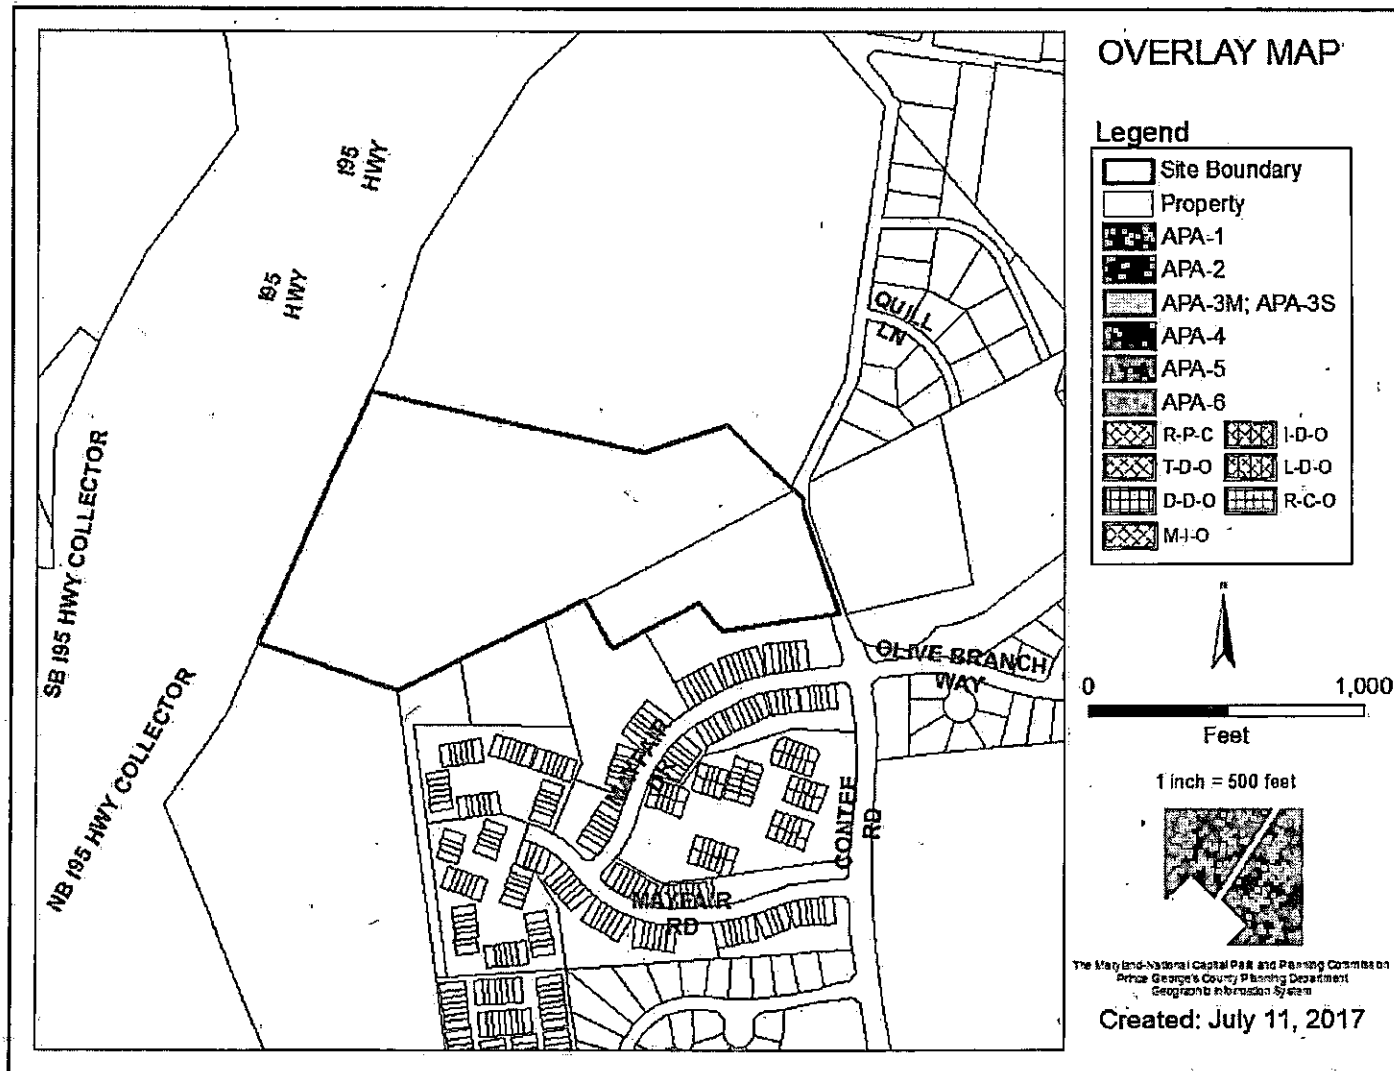 OVERLAY MAP
Legend
Site Boundary
Property
APA-1
APA-2
APA-3M; APA-3S
APA-4
APA-5
APA-6
R-P-C
I-D-O
T-D-O
L-D-O
D-D-O
R-C-O
M-I-O
N
0 1,000
Feet
1 inch = 500 feet
The Maryland-National Capital Park and Planning Commission
Prince George's County Planning Department
Geographic Information System
Created: July 11, 2017
I95
HWY
I95
HWY
QUILL
LN
SB I95 HWY COLLECTOR
NB I95 HWY COLLECTOR
OLIVE BRANCH
WAY
MAYFAIR
DR
CONTEE
RD
MAYFAIR
RD